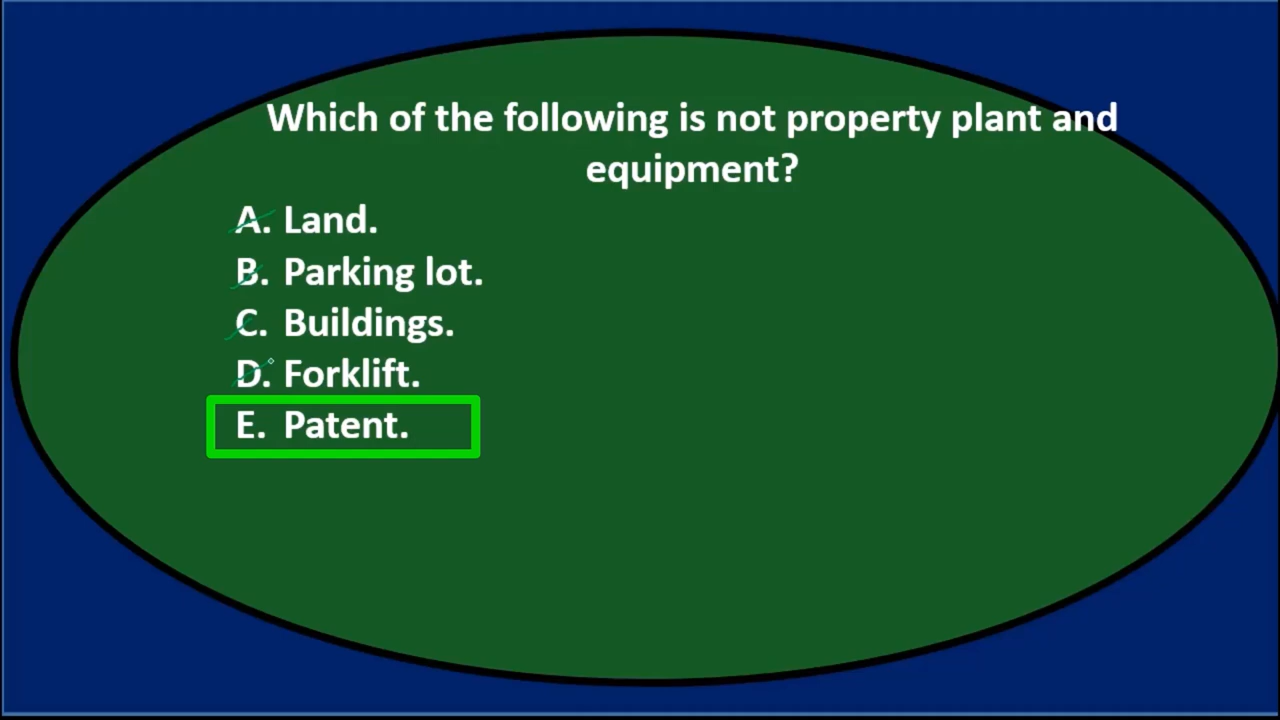 Which of the following is not property plant and
equipment?
A. Land.
B. Parking lot.
C. Buildings.
D. Forklift.
E. Patent.